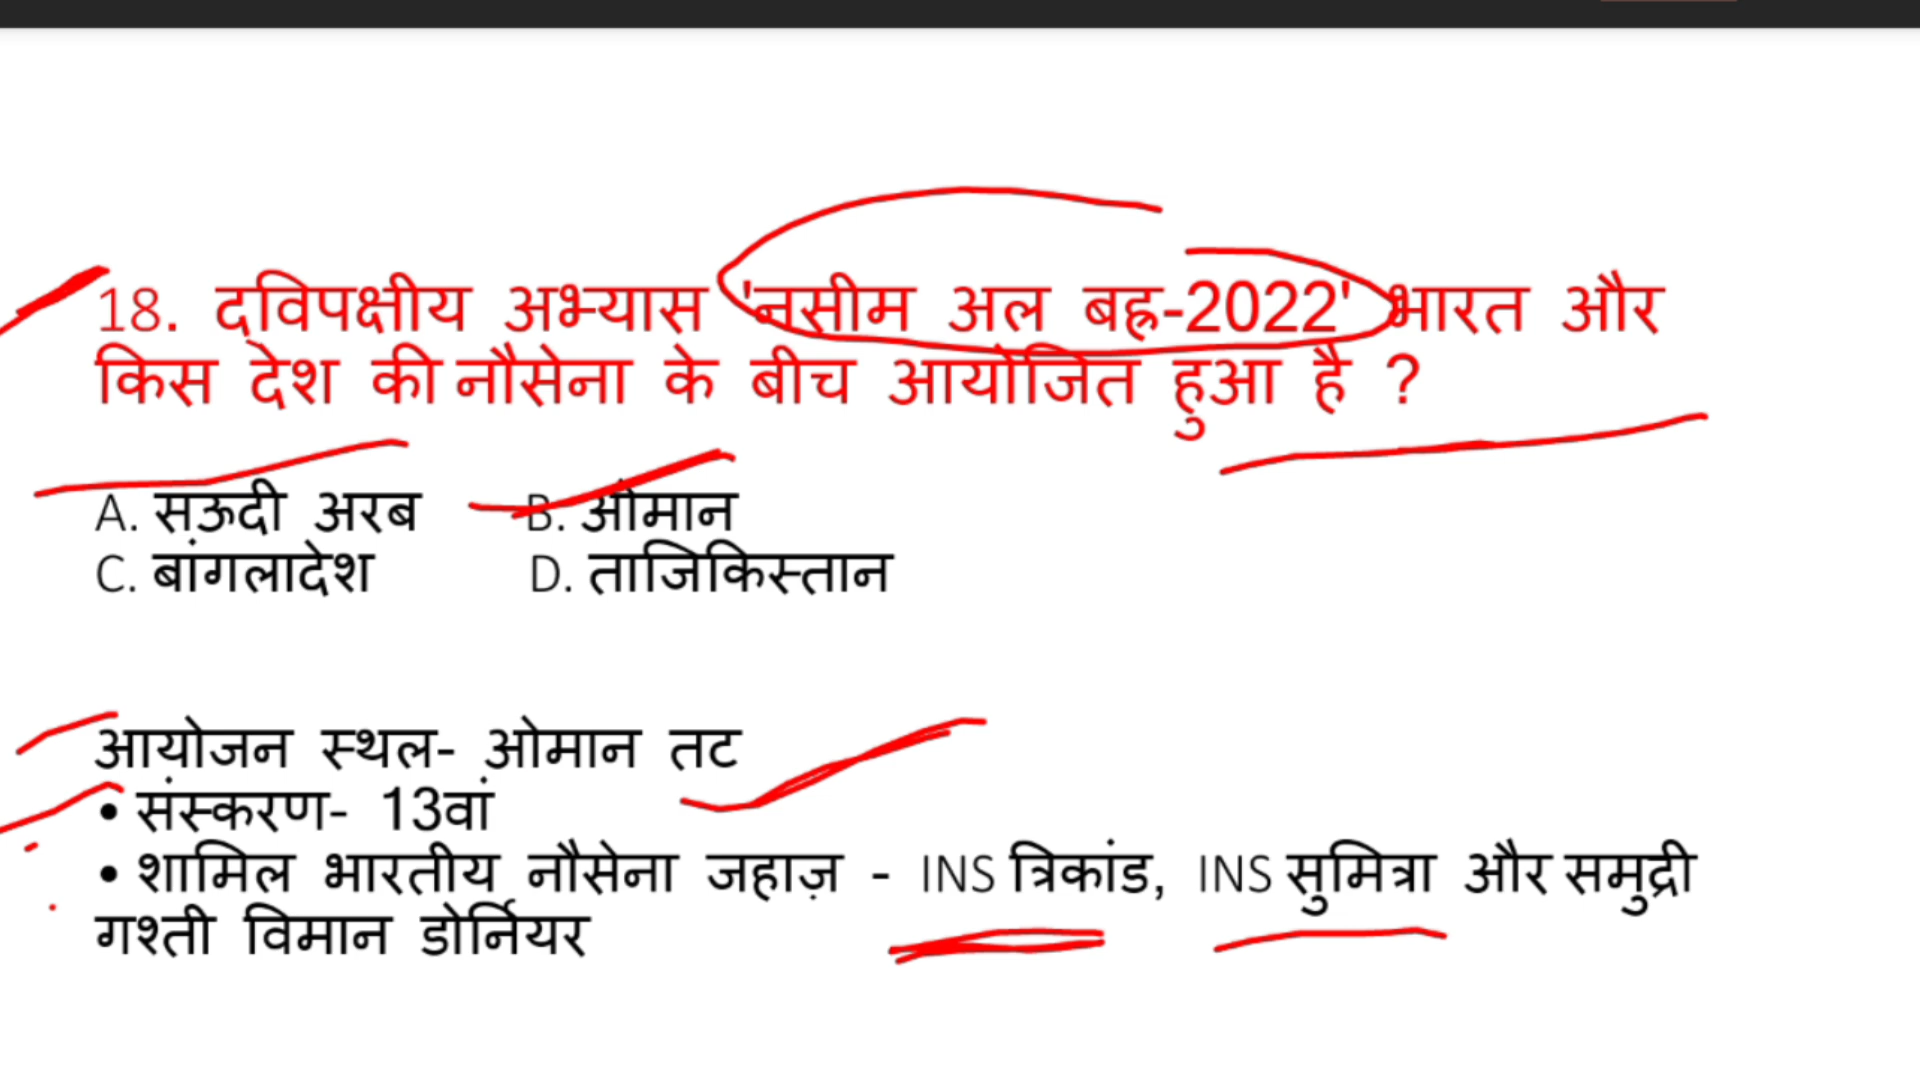 18. द्विपक्षीय अभ्यास 'नसीम अल बह्र-2022' भारत और
किस देश की नौसेना के बीच आयोजित हुआ है ?
A. सऊदी अरब B. ओमान
C. बांगलादेश D. ताजिकिस्तान
आयोजन स्थल- ओमान तट
• संस्करण- 13वां
• शामिल भारतीय नौसेना जहाज़ - INS त्रिकांड, INS सुमित्रा और समुद्री
गश्ती विमान डोर्नियर